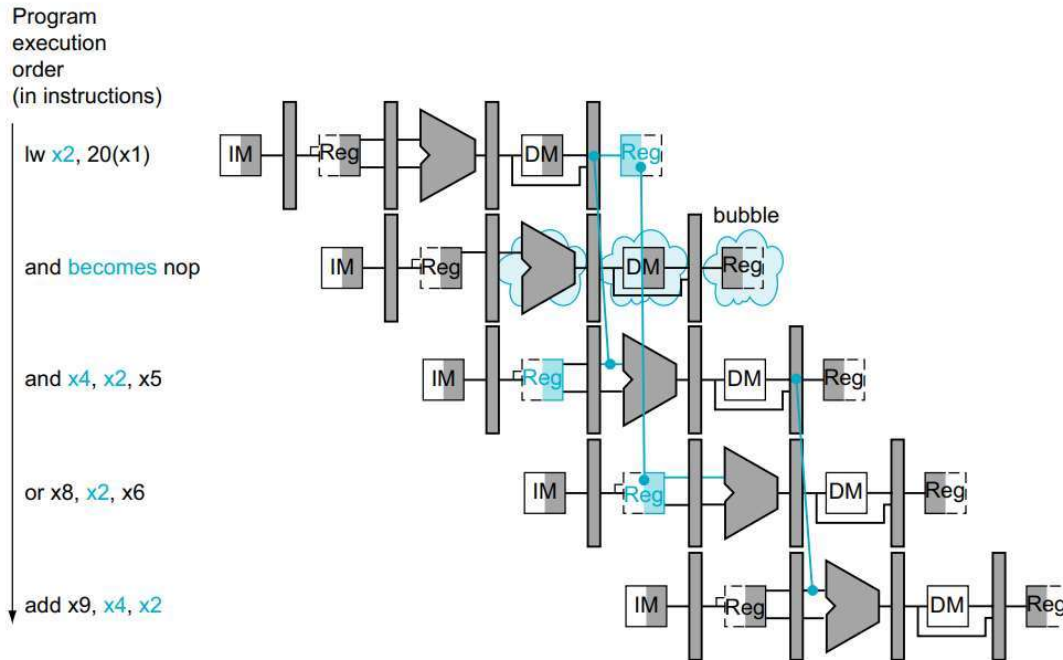 Program
execution
order
(in instructions)
lw x2, 20(x1)
IM
Reg
DM
Reg
bubble
and becomes nop
IM
Reg
DM
Reg
and x4, x2, x5
IM
Reg
DM
Reg
or x8, x2, x6
IM
Reg
DM
Reg
add x9, x4, x2
IM
Reg
DM
Reg